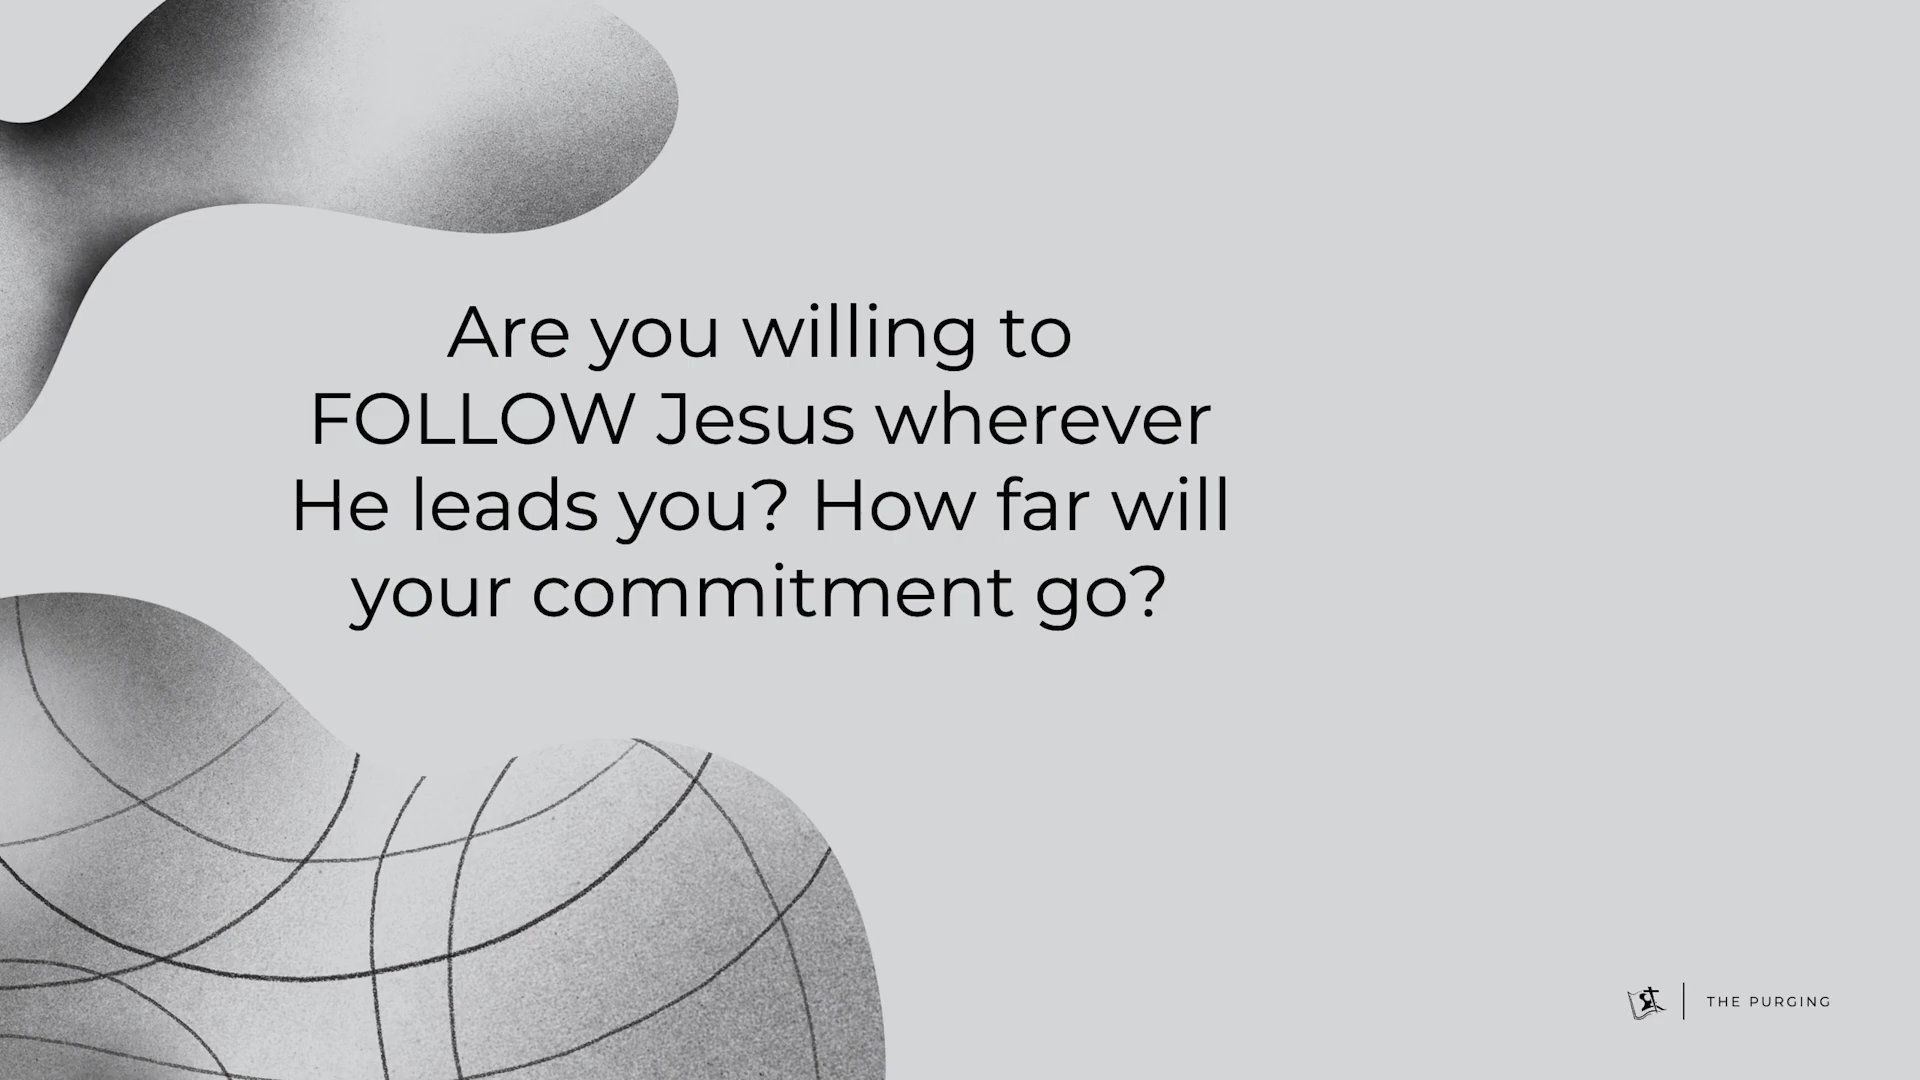 Are you willing to
FOLLOW Jesus wherever
He leads you? How far will
your commitment go?
THE PURGING